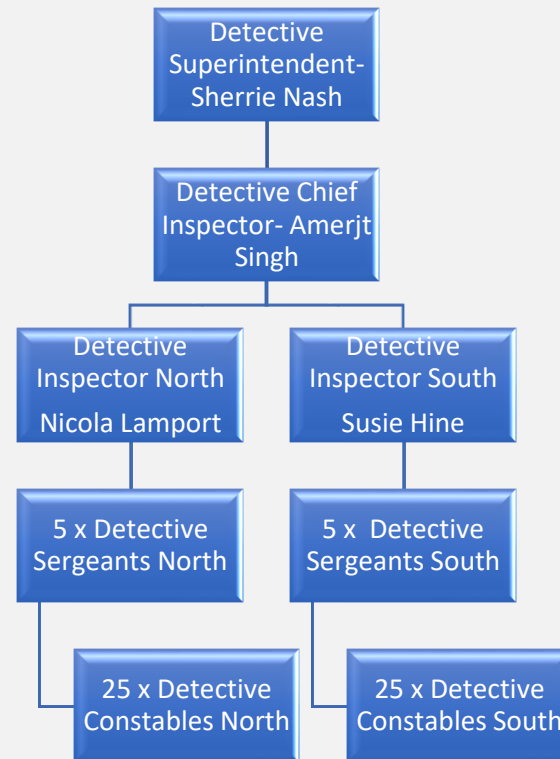 Detective
Superintendent-
Sherrie Nash
Detective Chief
Inspector- Amerjt
Singh
Detective
Inspector North
Nicola Lamport
Detective
Inspector South
Susie Hine
5 x Detective
Sergeants North
5 x  Detective
Sergeants South
25 x Detective
Constables North
25 x Detective
Constables South